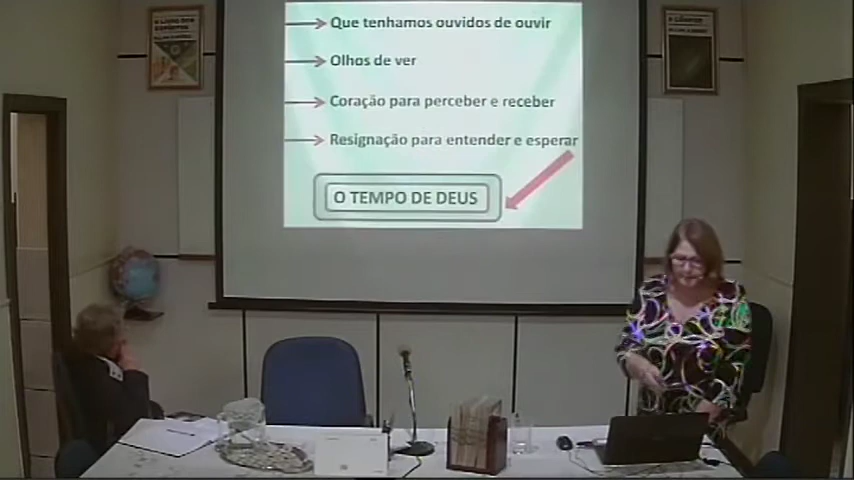 Que tenhamos ouvidos de ouvir
Olhos de ver
Coração para perceber e receber
Resignação para entender e esperar
O TEMPO DE DEUS